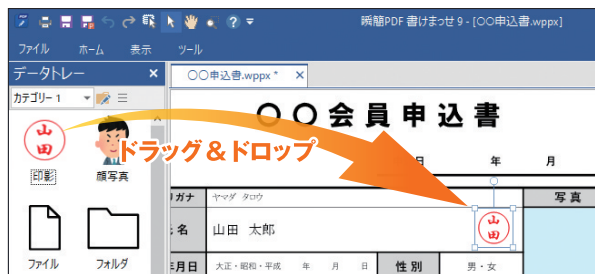 瞬簡PDF 書けまっせ 9 - [〇〇申込書.wppx]
ファイル ホーム 表示 ツール
データトレー ×
〇〇申込書.wppx * ×
カテゴリー 1
〇〇会員申込書
山田
印影
顔写真
ドラッグ&ドロップ
日 年 月
リガナ ヤマダ タロウ 写真
名 山田 太郎 山田
ファイル フォルダ
年月日 大正・昭和・平成 年 月 日 性別 男・女